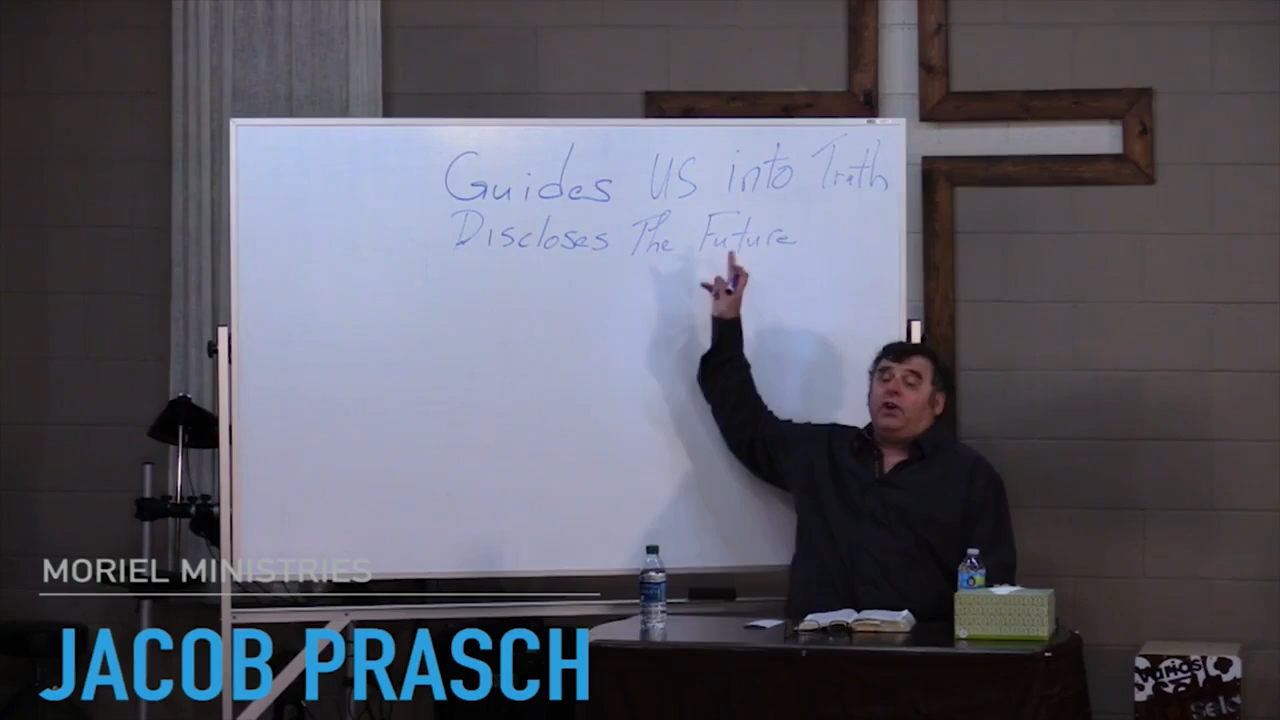 Guides US into Truth
Discloses The Future
MORIEL MINISTRIES
JACOB PRASCH